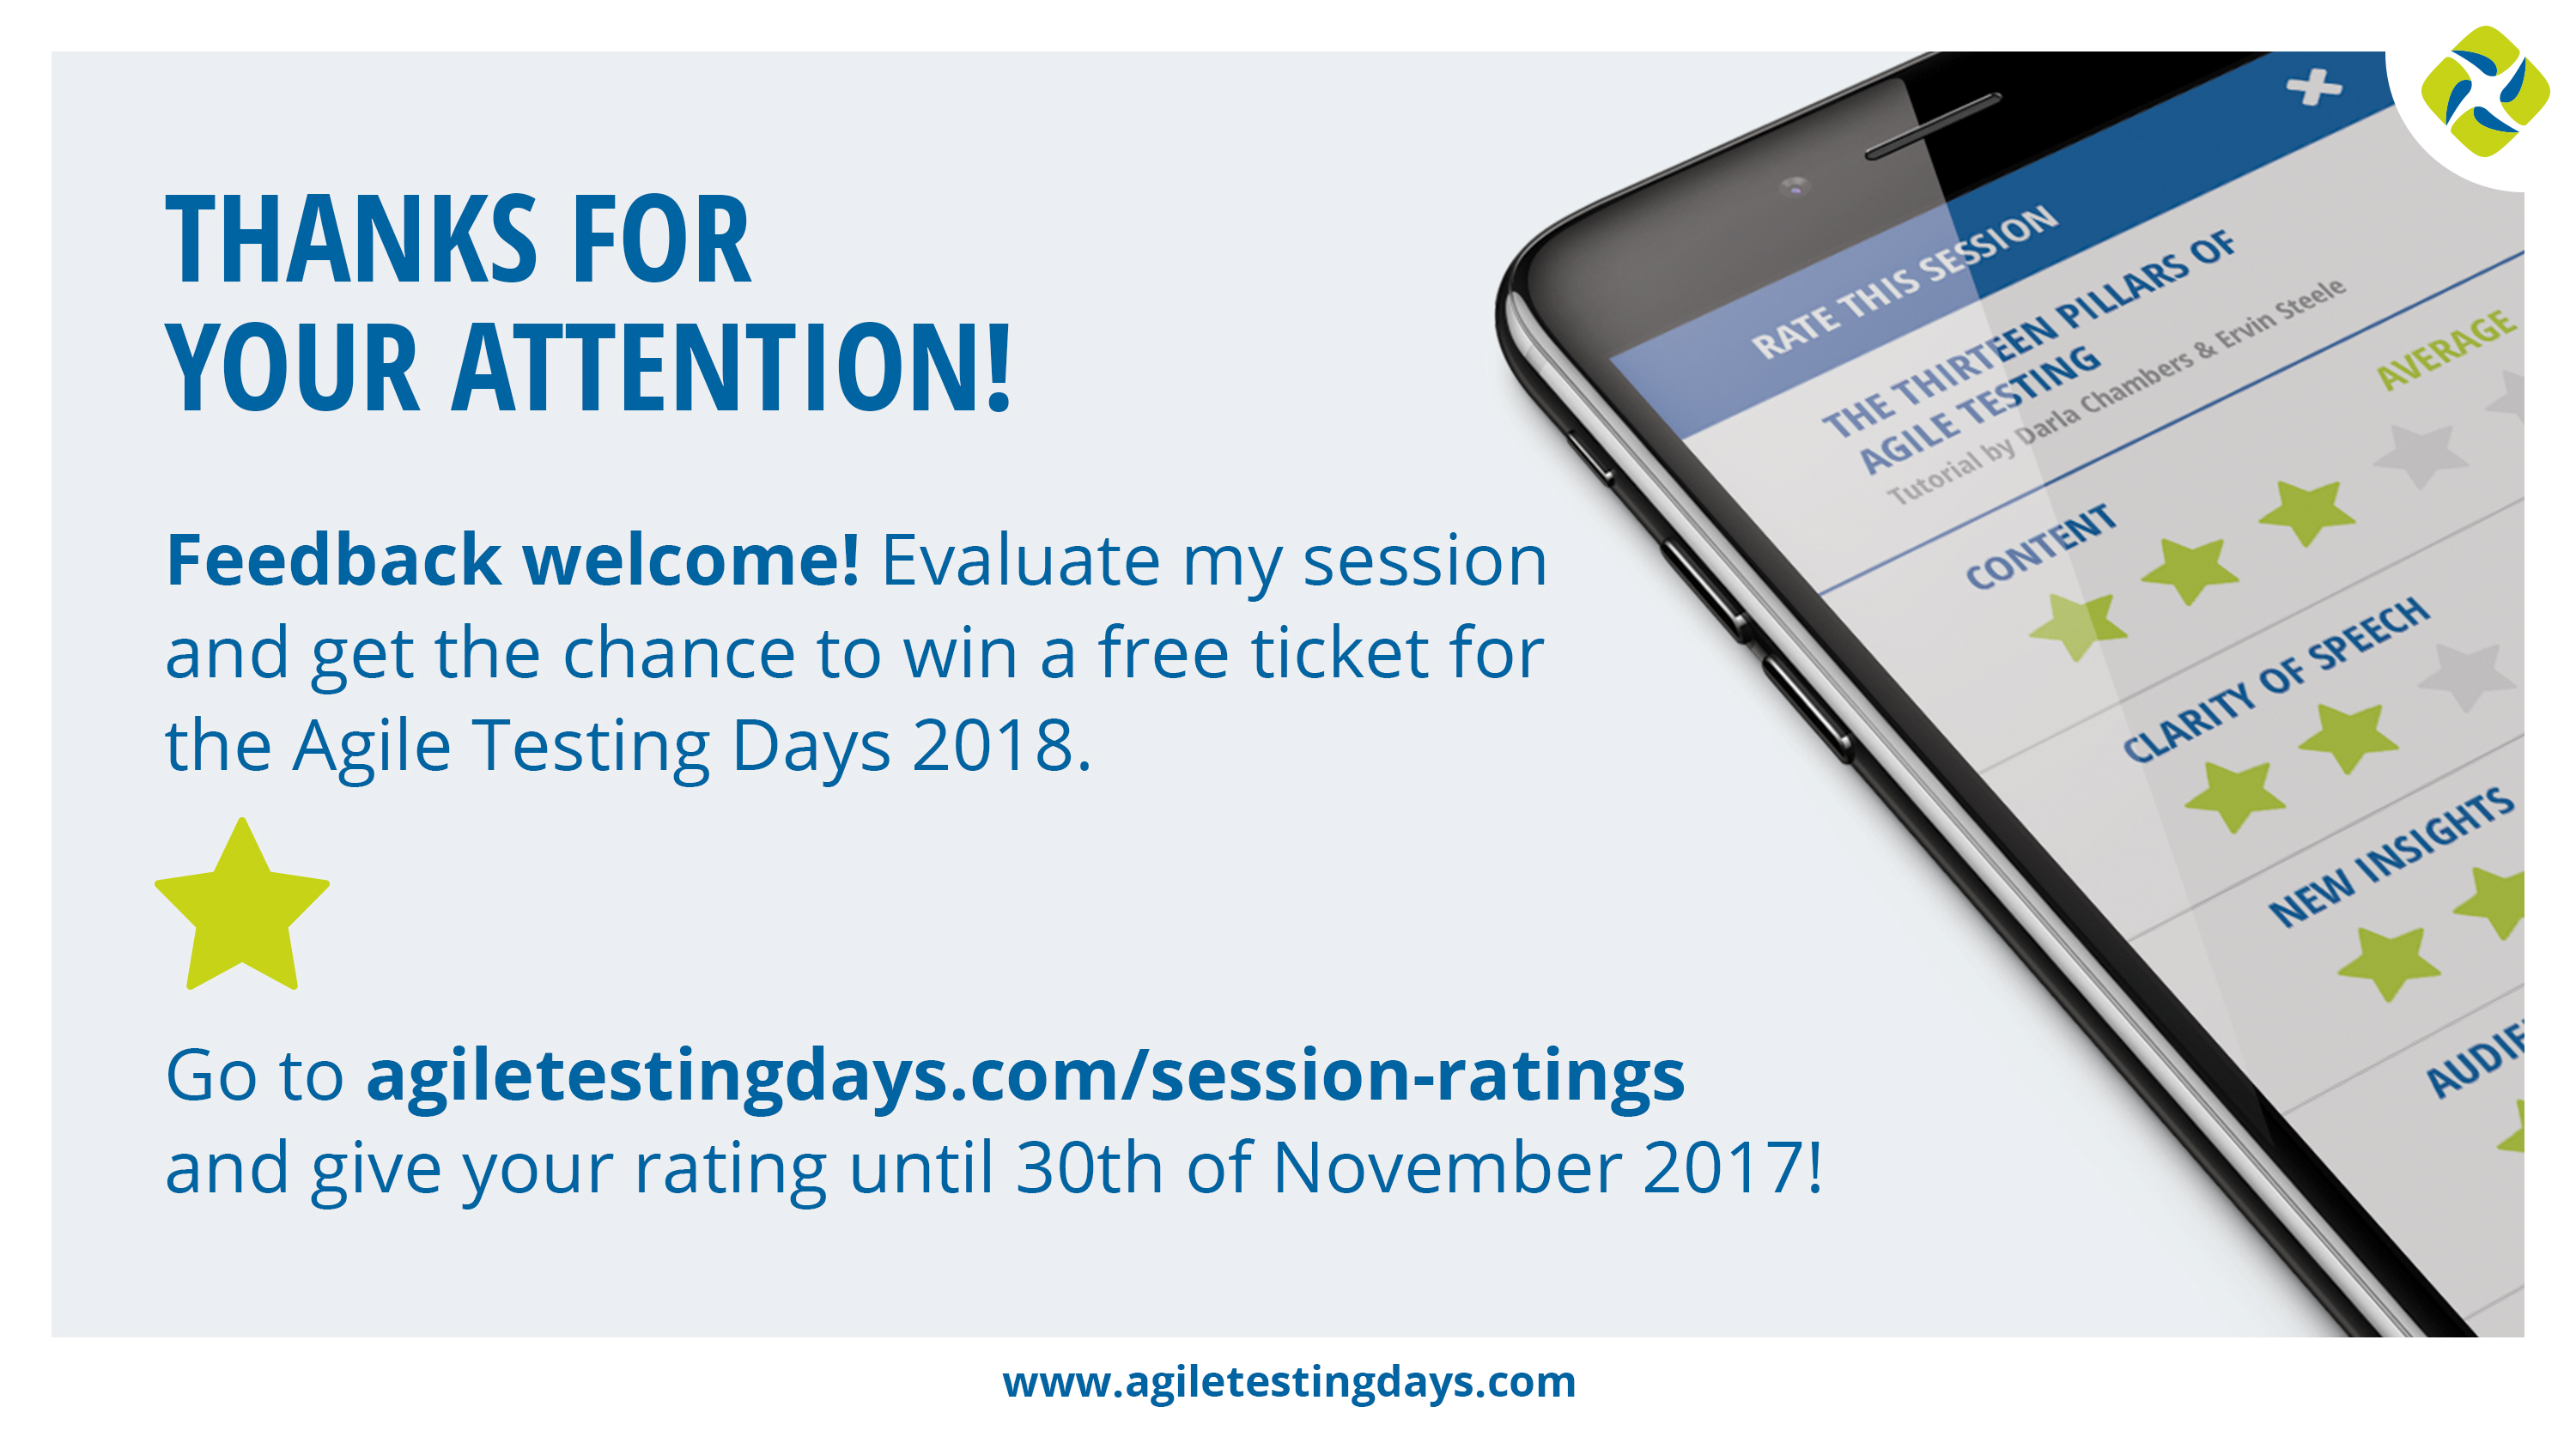 THANKS FOR
YOUR ATTENTION!
Feedback welcome! Evaluate my session
and get the chance to win a free ticket for
the Agile Testing Days 2018.
Go to agiletestingdays.com/session-ratings
and give your rating until 30th of November 2017!
RATE THIS SESSION
THE THIRTEEN PILLARS OF
AGILE TESTING
Tutorial by Darla Chambers & Ervin Steele
AVERAGE
CONTENT
CLARITY OF SPEECH
NEW INSIGHTS
www.agiletestingdays.com